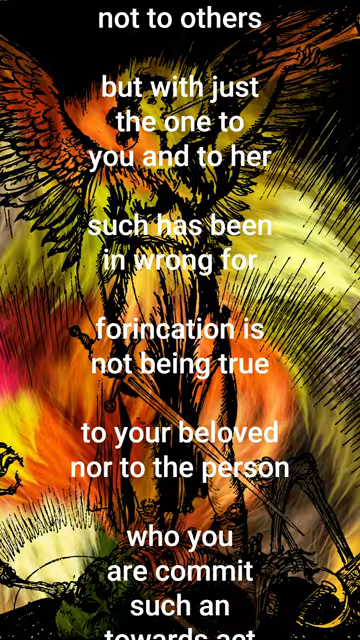 not to others
but with just
the one to
you and to her
such has been
in wrong for
forincation is
not being true
to your beloved
nor to the person
who you
are commit
such an
towards act